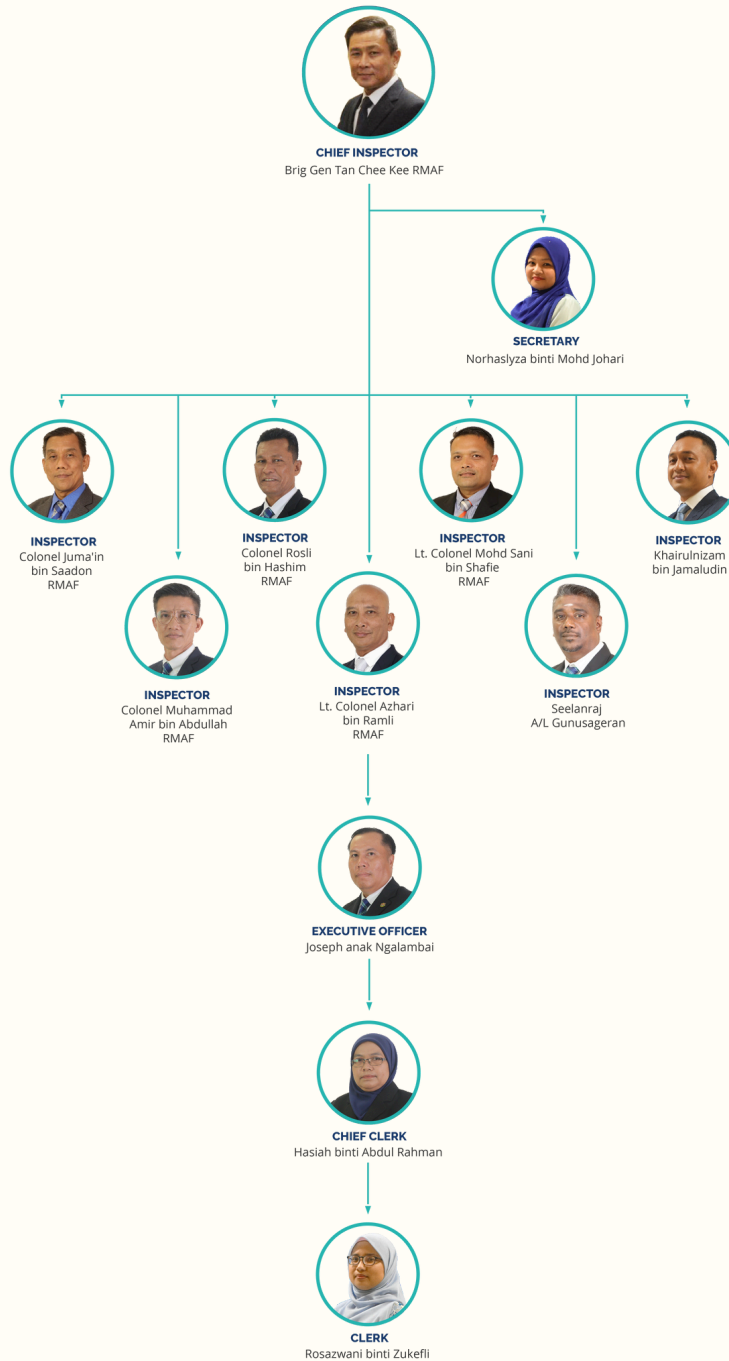 CHIEF INSPECTOR
Brig Gen Tan Chee Kee RMAF
SECRETARY
Norhaslyza binti Mohd Johari
INSPECTOR
Colonel Juma'in
bin Saadon
RMAF
INSPECTOR
Colonel Muhammad
Amir bin Abdullah
RMAF
INSPECTOR
Colonel Rosli
bin Hashim
RMAF
INSPECTOR
Lt. Colonel Azhari
bin Ramli
RMAF
INSPECTOR
Lt. Colonel Mohd Sani
bin Shafie
RMAF
INSPECTOR
Seelanraj
A/L Gunusageran
INSPECTOR
Khairulnizam
bin Jamaludin
EXECUTIVE OFFICER
Joseph anak Ngalambai
CHIEF CLERK
Hasiah binti Abdul Rahman
CLERK
Rosazwani binti Zukefli